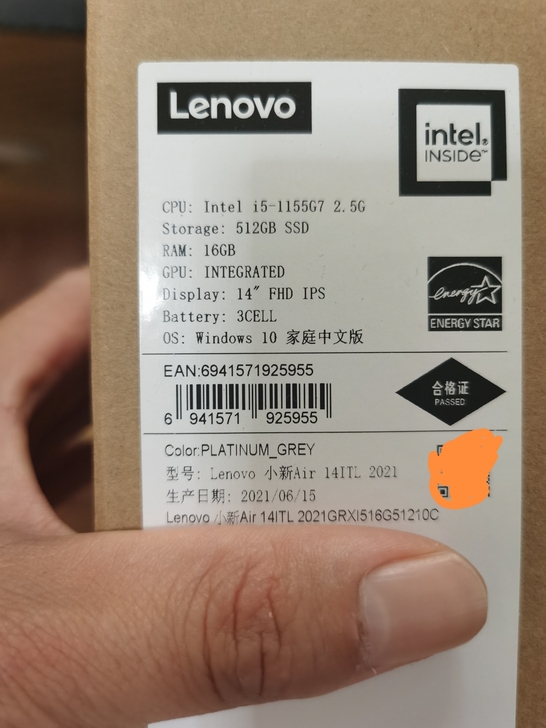 Lenovo
intel.
INSIDE™
CPU: Intel i5-1155G7 2.5G
Storage: 512GB SSD
RAM: 16GB
GPU: INTEGRATED
Display: 14″ FHD IPS
Battery: 3CELL
OS: Windows 10 家庭中文版
energy
ENERGY STAR
EAN:6941571925955
6 941571 925955
合格证
PASSED
Color:PLATINUM_GREY
型号: Lenovo 小新Air 14ITL 2021
生产日期: 2021/06/15
Lenovo 小新Air 14ITL 2021GRXI516G51210C